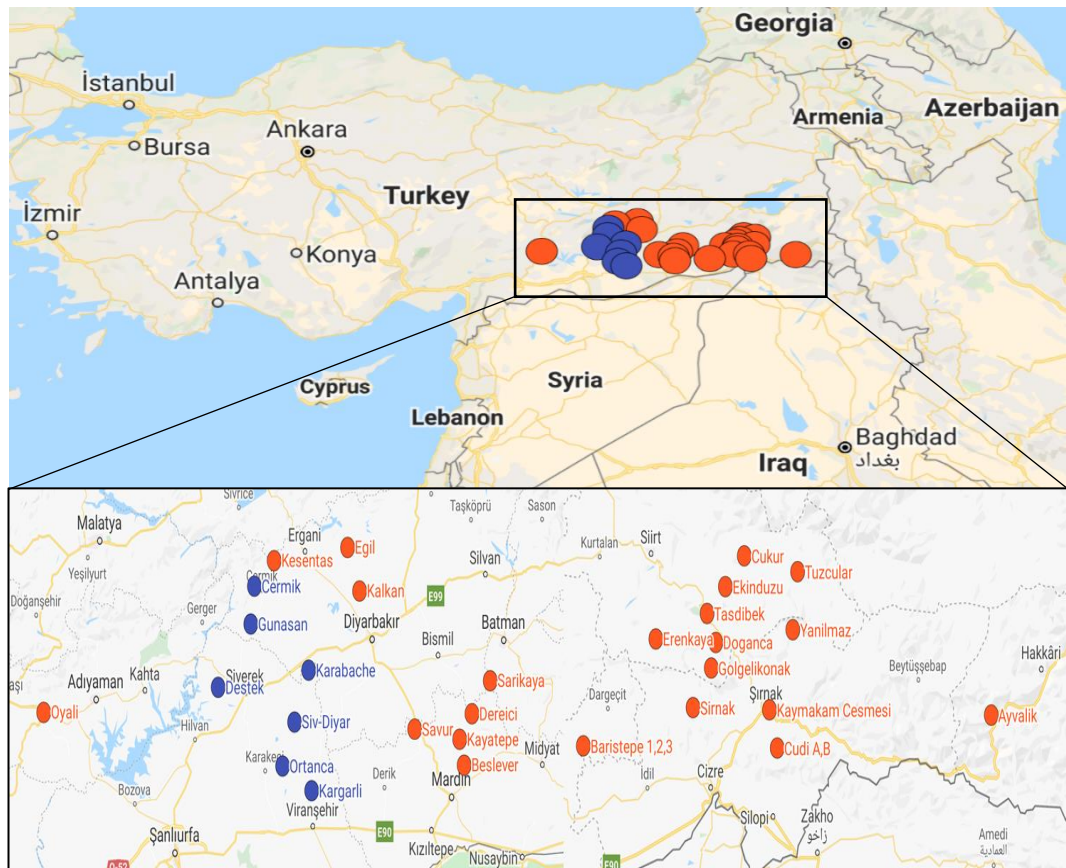 Georgia
İstanbul
Armenia
Azerbaijan
Ankara
Bursa
Turkey
İzmir
Konya
Antalya
Cyprus
Syria
Lebanon
Baghdad
Iraq
بغداد
Sivrice
Taşköprü
Sason
Malatya
Ergani
Egil
Kurtalan
Siirt
Cukur
Yeşilyurt
Kesentas
Silvan
Tuzcular
Çermik
Cermik
Kalkan
Ekinduzu
Doğanşehir
Gerger
E99
Tasdibek
Gunasan
Diyarbakır
Bismil
Batman
Erenkaya
Doganca
Yanilmaz
Hakkâri
Siverek
Karabache
Golgelikonak
Beytüşşebap
aşı
Adıyaman
Kahta
Destek
Sarikaya
Dargeçit
Şırnak
Oyali
Siv-Diyar
Dereici
Sirnak
Kaymakam Cesmesi
Ayvalik
Hilvan
Savur
Kayatepe
Midyat
Baristepe 1,2,3
Cudi A,B
Karakeçi
Ortanca
Derik
Beslever
İdil
Cizre
Bozova
Kargarli
Mardin
Viranşehir
Silopi
Zakho
زاخو
Şanlıurfa
E90
Kızıltepe
Nusaybin
E90
Amedi
العمادية
O-52